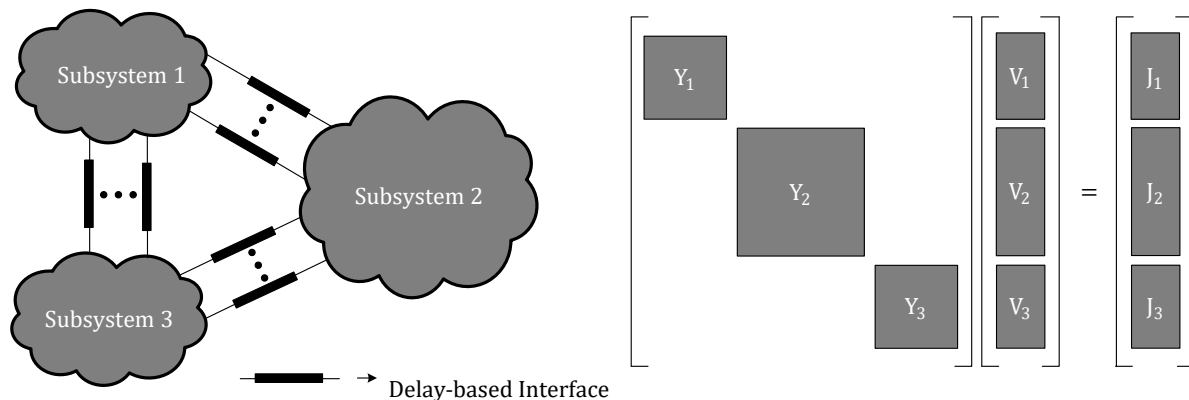 Subsystem 1
Subsystem 2
Subsystem 3
Delay-based Interface
Y1
Y2
Y3
V1
V2
V3
=
J1
J2
J3